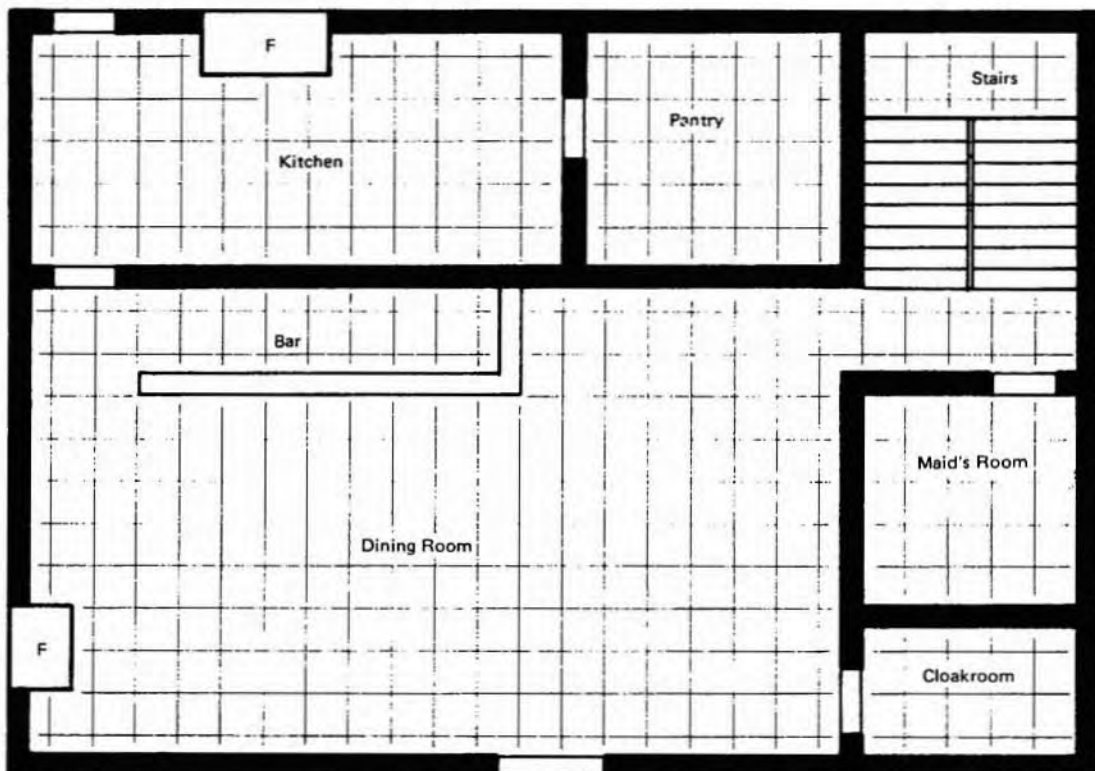 F
Stairs
Pantry
Kitchen
Bar
Maid's Room
Dining Room
F
Cloakroom